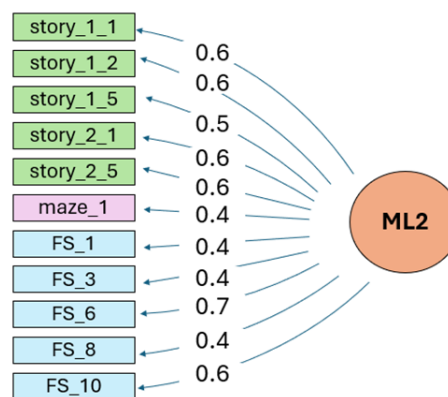 story_1_1
0.6
story_1_2
0.6
story_1_5
0.5
story_2_1
0.6
story_2_5
0.6
maze_1
0.4
ML2
FS_1
0.4
FS_3
0.4
FS_6
0.7
FS_8
0.4
FS_10
0.6